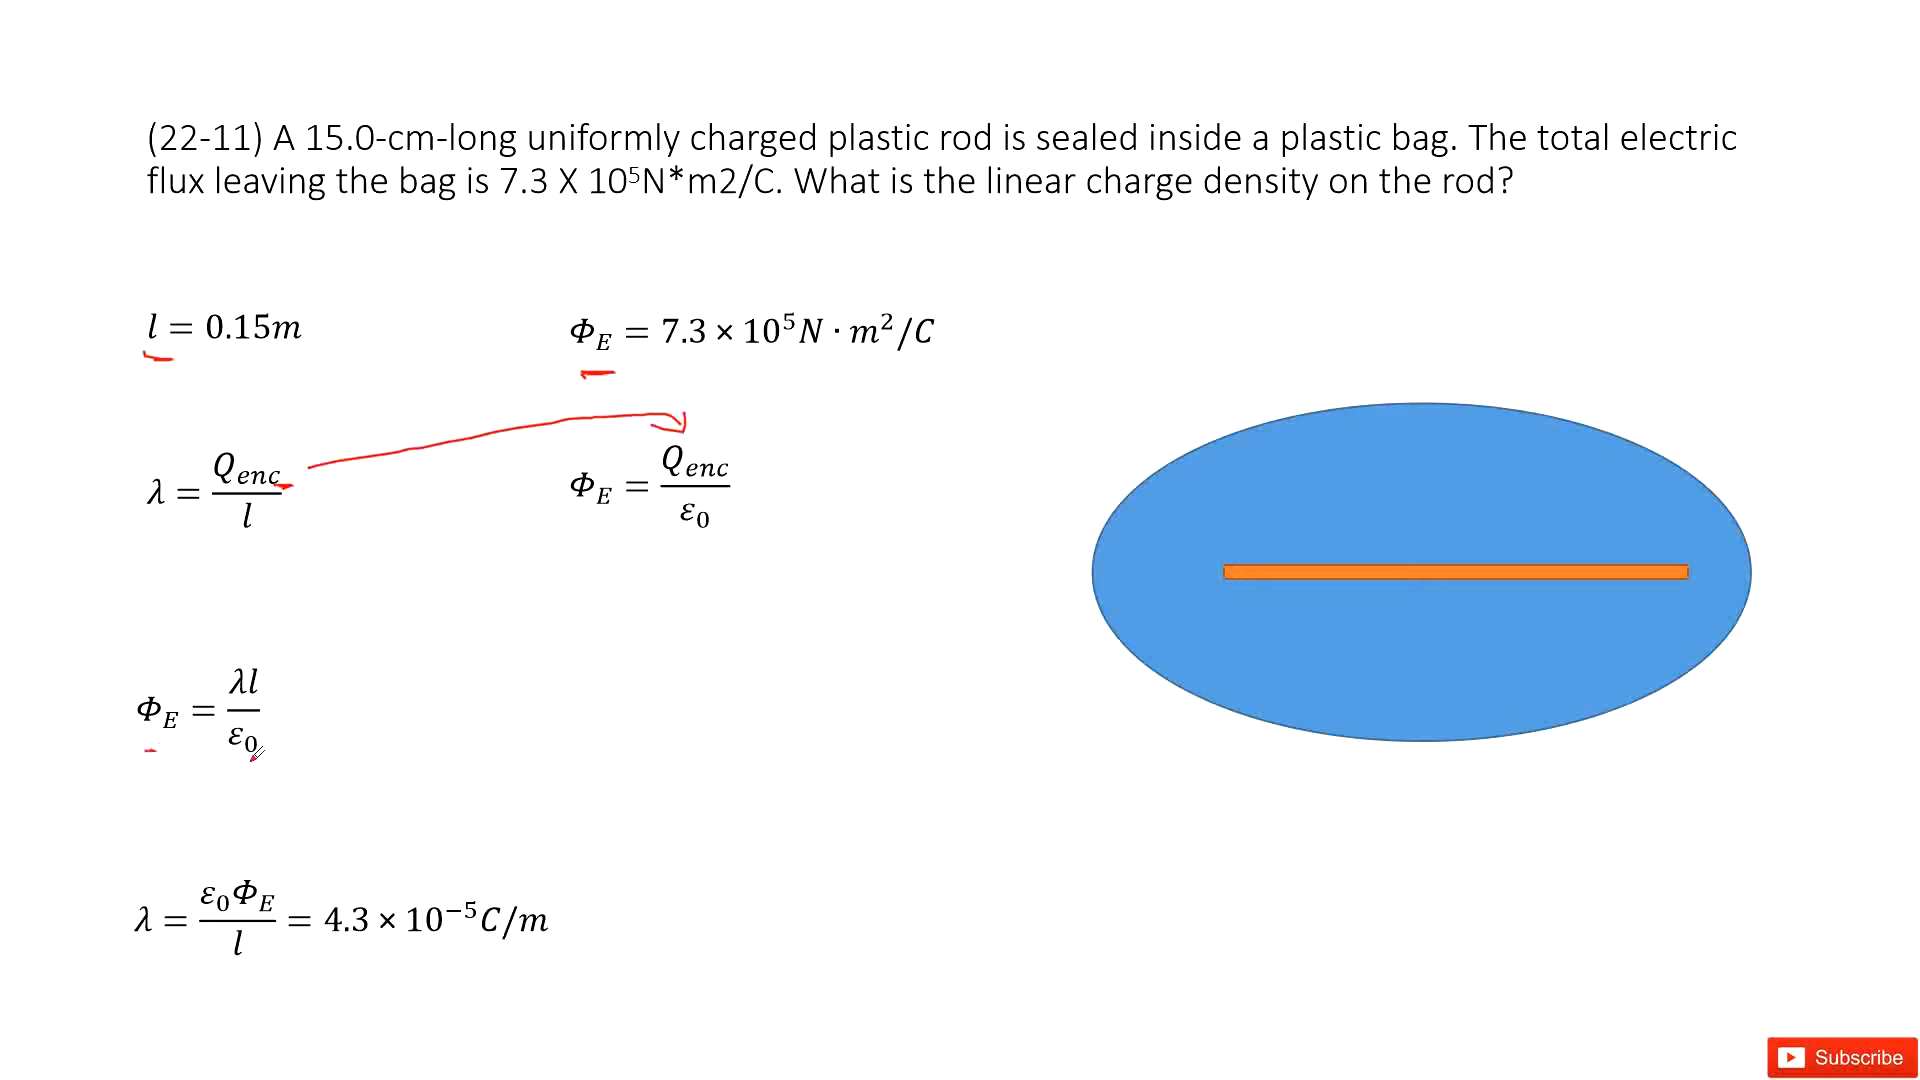 (22-11) A 15.0-cm-long uniformly charged plastic rod is sealed inside a plastic bag. The total electric
flux leaving the bag is 7.3 X 10⁵N*m2/C. What is the linear charge density on the rod?
l = 0.15m
Φ_E = 7.3 × 10⁵ N · m²/C
λ = Q_enc / l
Φ_E = Q_enc / ε₀
Φ_E = λl / ε₀
λ = ε₀Φ_E / l = 4.3 × 10⁻⁵ C/m
Subscribe